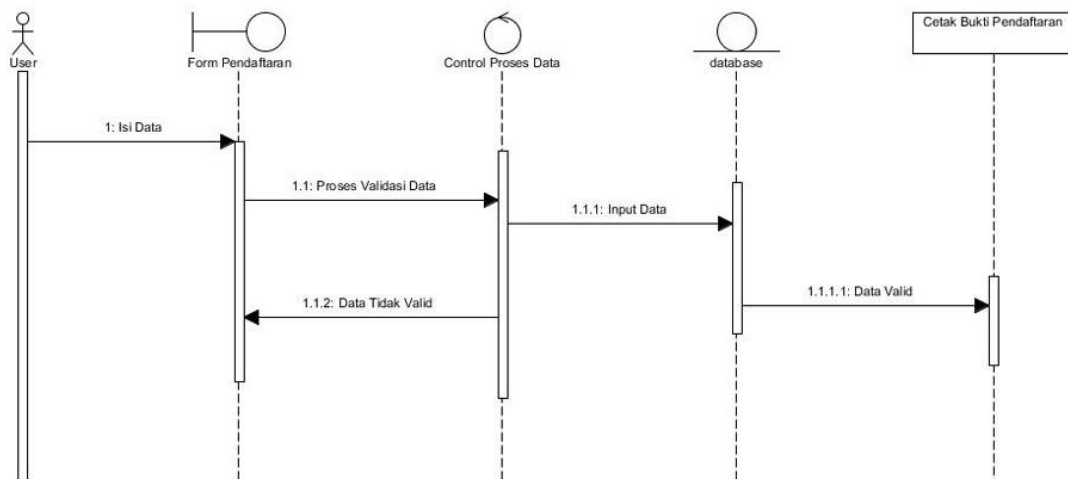 User
Form Pendaftaran
Control Proses Data
database
Cetak Bukti Pendaftaran
1: Isi Data
1.1: Proses Validasi Data
1.1.1: Input Data
1.1.1.1: Data Valid
1.1.2: Data Tidak Valid